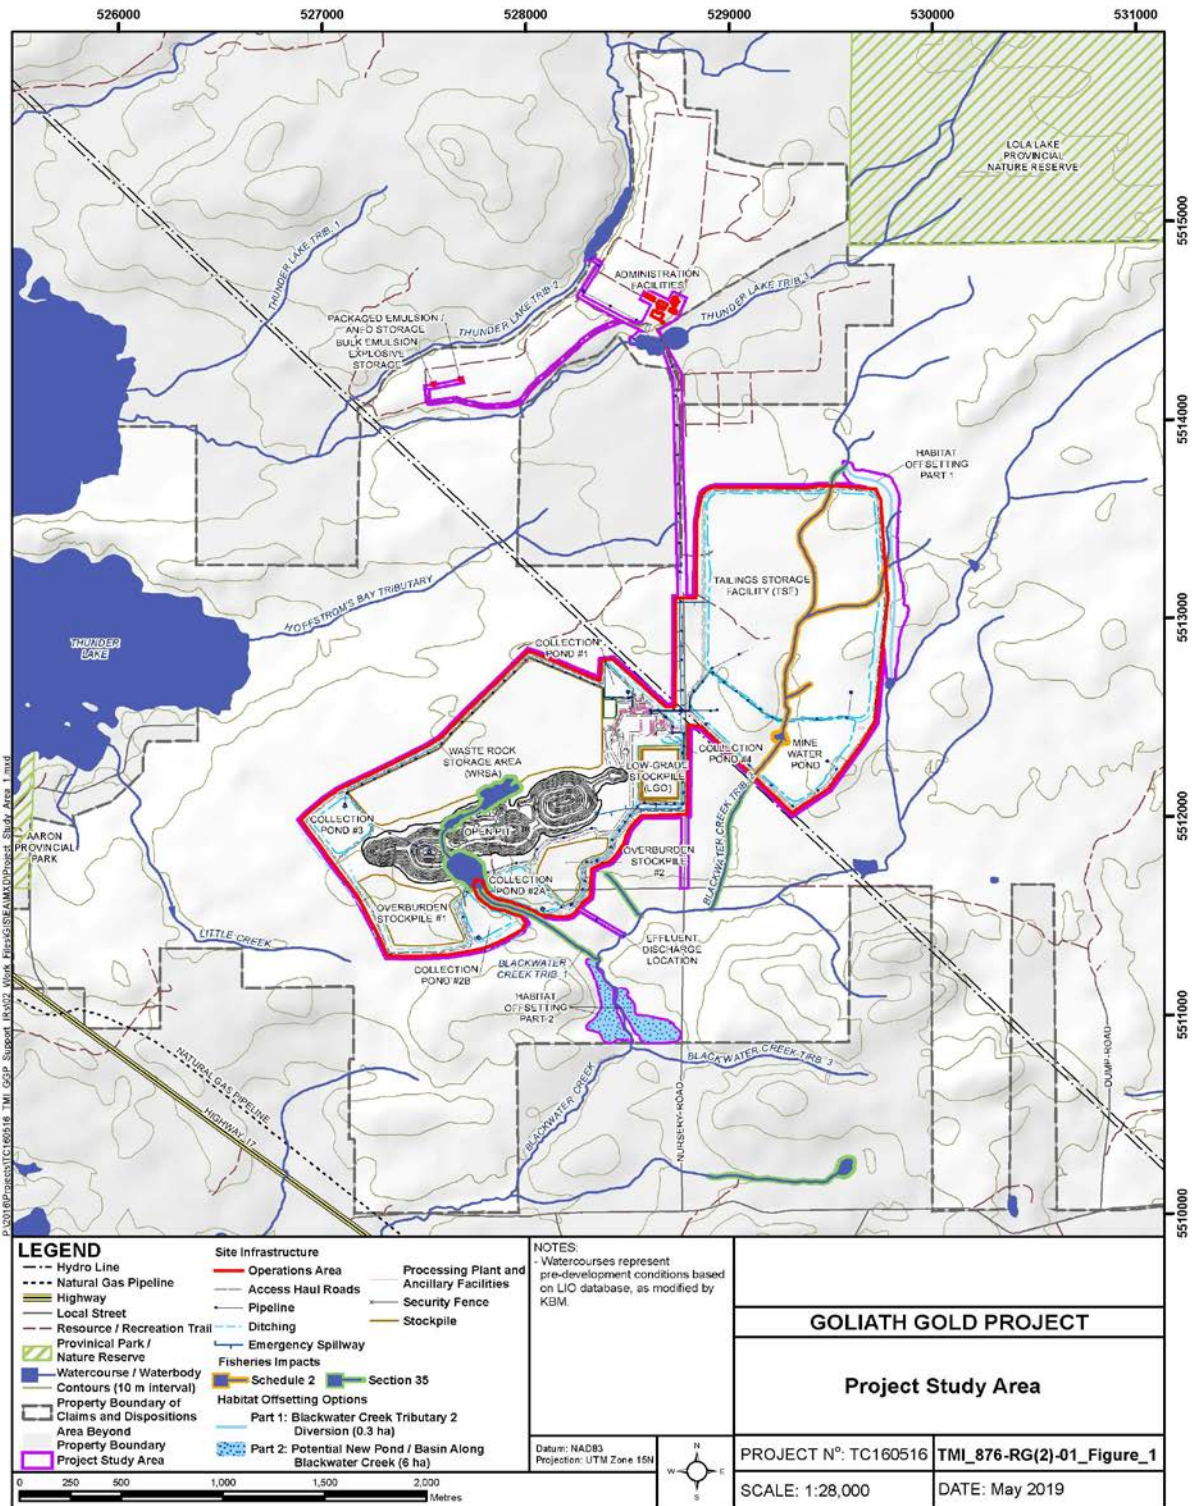 526000
527000
528000
529000
530000
531000
LOLA LAKE
PROVINCIAL
NATURE RESERVE
5515000
THUNDER LAKE TRIB. 1
ADMINISTRATION
FACILITIES
THUNDER LAKE TRIB. 2
THUNDER LAKE TRIB. 3
PACKAGED EMULSION /
ANFO STORAGE
BULK EMULSION
EXPLOSIVE
STORAGE
5514000
HABITAT
OFFSETTING
PART 1
TAILINGS STORAGE
FACILITY (TSF)
HOFFSTROM'S BAY TRIBUTARY
5513000
THUNDER
LAKE
COLLECTION
POND #1
WASTE ROCK
STORAGE AREA
(WRSA)
COLLECTION
POND #4
MINE
WATER
POND
LOW-GRADE
STOCKPILE
(LGO)
5512000
COLLECTION
POND #3
OPEN PIT
AARON
PROVINCIAL
PARK
BLACKWATER CREEK TRIB. 2
OVERBURDEN
STOCKPILE
#2
COLLECTION
POND #2A
OVERBURDEN
STOCKPILE #1
LITTLE CREEK
EFFLUENT
DISCHARGE
LOCATION
COLLECTION
POND #2B
BLACKWATER
CREEK TRIB. 1
HABITAT
OFFSETTING
PART 2
5511000
BLACKWATER CREEK TIRB. 3
BLACKWATER CREEK
NATURAL GAS PIPELINE
HIGHWAY 17
NURSERY ROAD
DUMP ROAD
5510000
LEGEND
Hydro Line
Natural Gas Pipeline
Highway
Local Street
Resource / Recreation Trail
Provinical Park /
Nature Reserve
Watercourse / Waterbody
Contours (10 m interval)
Property Boundary of
Claims and Dispositions
Area Beyond
Property Boundary
Project Study Area
Site Infrastructure
Operations Area
Access Haul Roads
Pipeline
Ditching
Emergency Spillway
Processing Plant and
Ancillary Facilities
Security Fence
Stockpile
Fisheries Impacts
Schedule 2
Section 35
Habitat Offsetting Options
Part 1: Blackwater Creek Tributary 2
Diversion (0.3 ha)
Part 2: Potential New Pond / Basin Along
Blackwater Creek (6 ha)
0 250 500 1,000 1,500 2,000
Metres
NOTES:
- Watercourses represent
pre-development conditions based
on LIO database, as modified by
KBM.
Datum: NAD83
Projection: UTM Zone 15N
N
W E
S
GOLIATH GOLD PROJECT
Project Study Area
PROJECT Nº: TC160516
TMI_876-RG(2)-01_Figure_1
SCALE: 1:28,000
DATE: May 2019